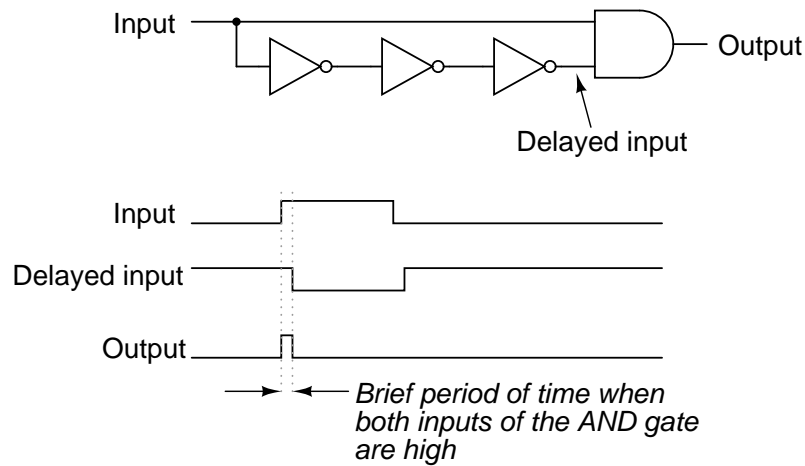 Input
Output
Delayed input
Input
Delayed input
Output
Brief period of time when
both inputs of the AND gate
are high